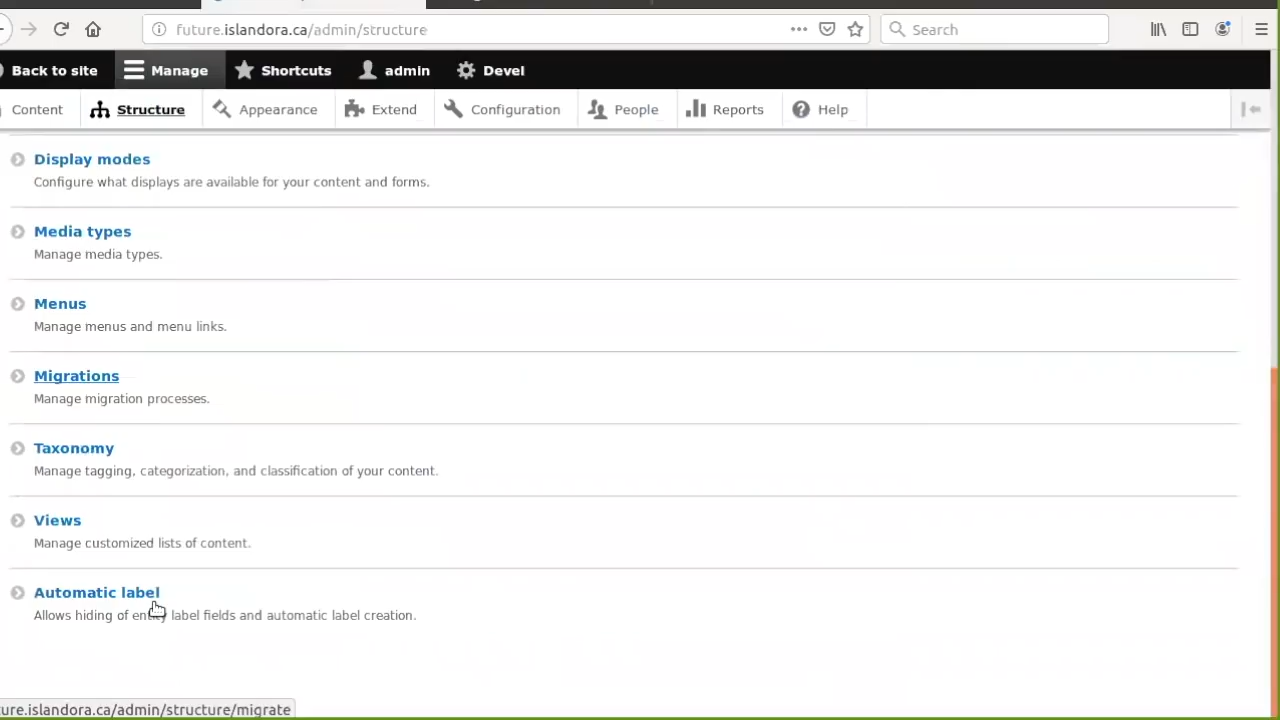 future.islandora.ca/admin/structure
Search
Back to site Manage Shortcuts admin Devel
Content Structure Appearance Extend Configuration People Reports Help
Display modes
Configure what displays are available for your content and forms.
Media types
Manage media types.
Menus
Manage menus and menu links.
Migrations
Manage migration processes.
Taxonomy
Manage tagging, categorization, and classification of your content.
Views
Manage customized lists of content.
Automatic label
Allows hiding of entity label fields and automatic label creation.
ture.islandora.ca/admin/structure/migrate